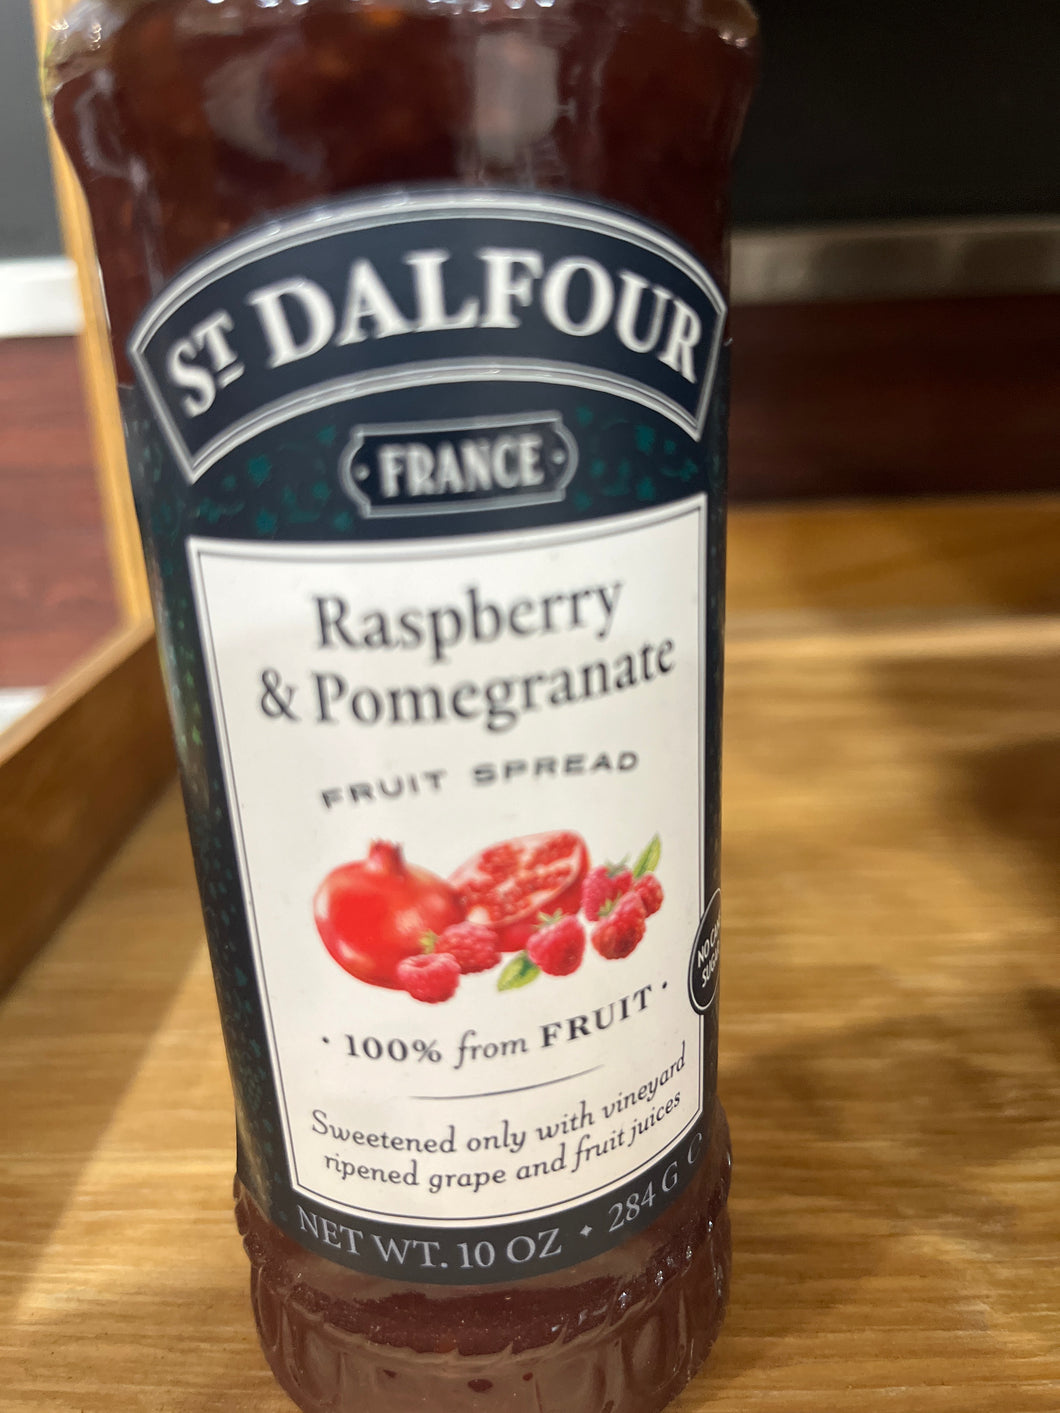 ST DALFOUR
FRANCE
Raspberry
& Pomegranate
FRUIT SPREAD
NO
· 100% from FRUIT ·
Sweetened only with vineyard
ripened grape and fruit juices
NET WT. 10 OZ • 284 G